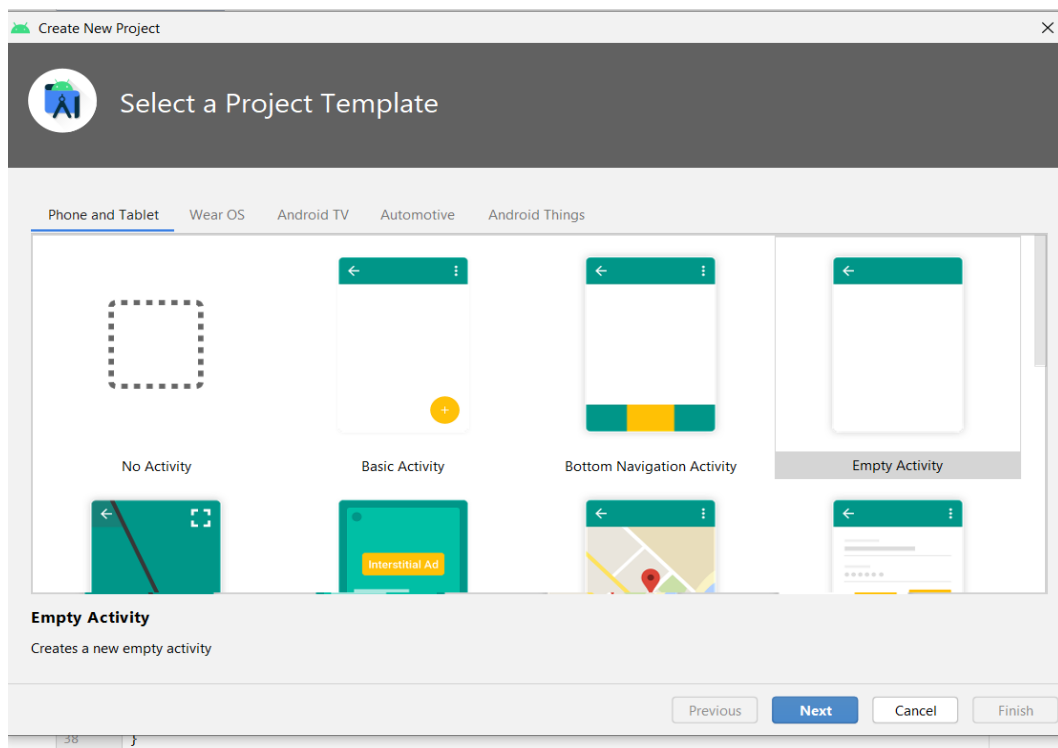 Create New Project
Select a Project Template
Phone and Tablet Wear OS Android TV Automotive Android Things
No Activity Basic Activity Bottom Navigation Activity Empty Activity
Interstitial Ad
Empty Activity
Creates a new empty activity
Previous Next Cancel Finish
38 }